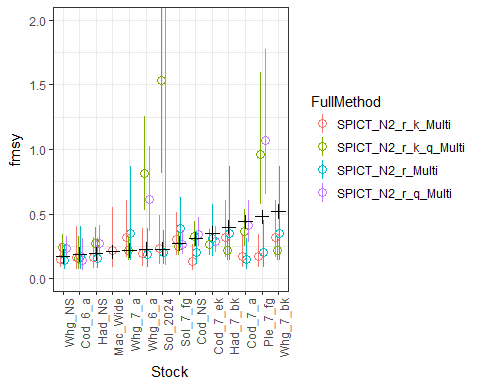 fmsy
2.0
1.5
1.0
0.5
0.0
Whg_NS
Cod_6_a
Had_NS
Mac_Wide
Whg_7_a
Whg_6_a
Sol_2024
Sol_7_fg
Cod_NS
Cod_7_ek
Had_7_bk
Cod_7_a
Ple_7_fg
Whg_7_bk
Stock
FullMethod
SPICT_N2_r_k_Multi
SPICT_N2_r_k_q_Multi
SPICT_N2_r_Multi
SPICT_N2_r_q_Multi